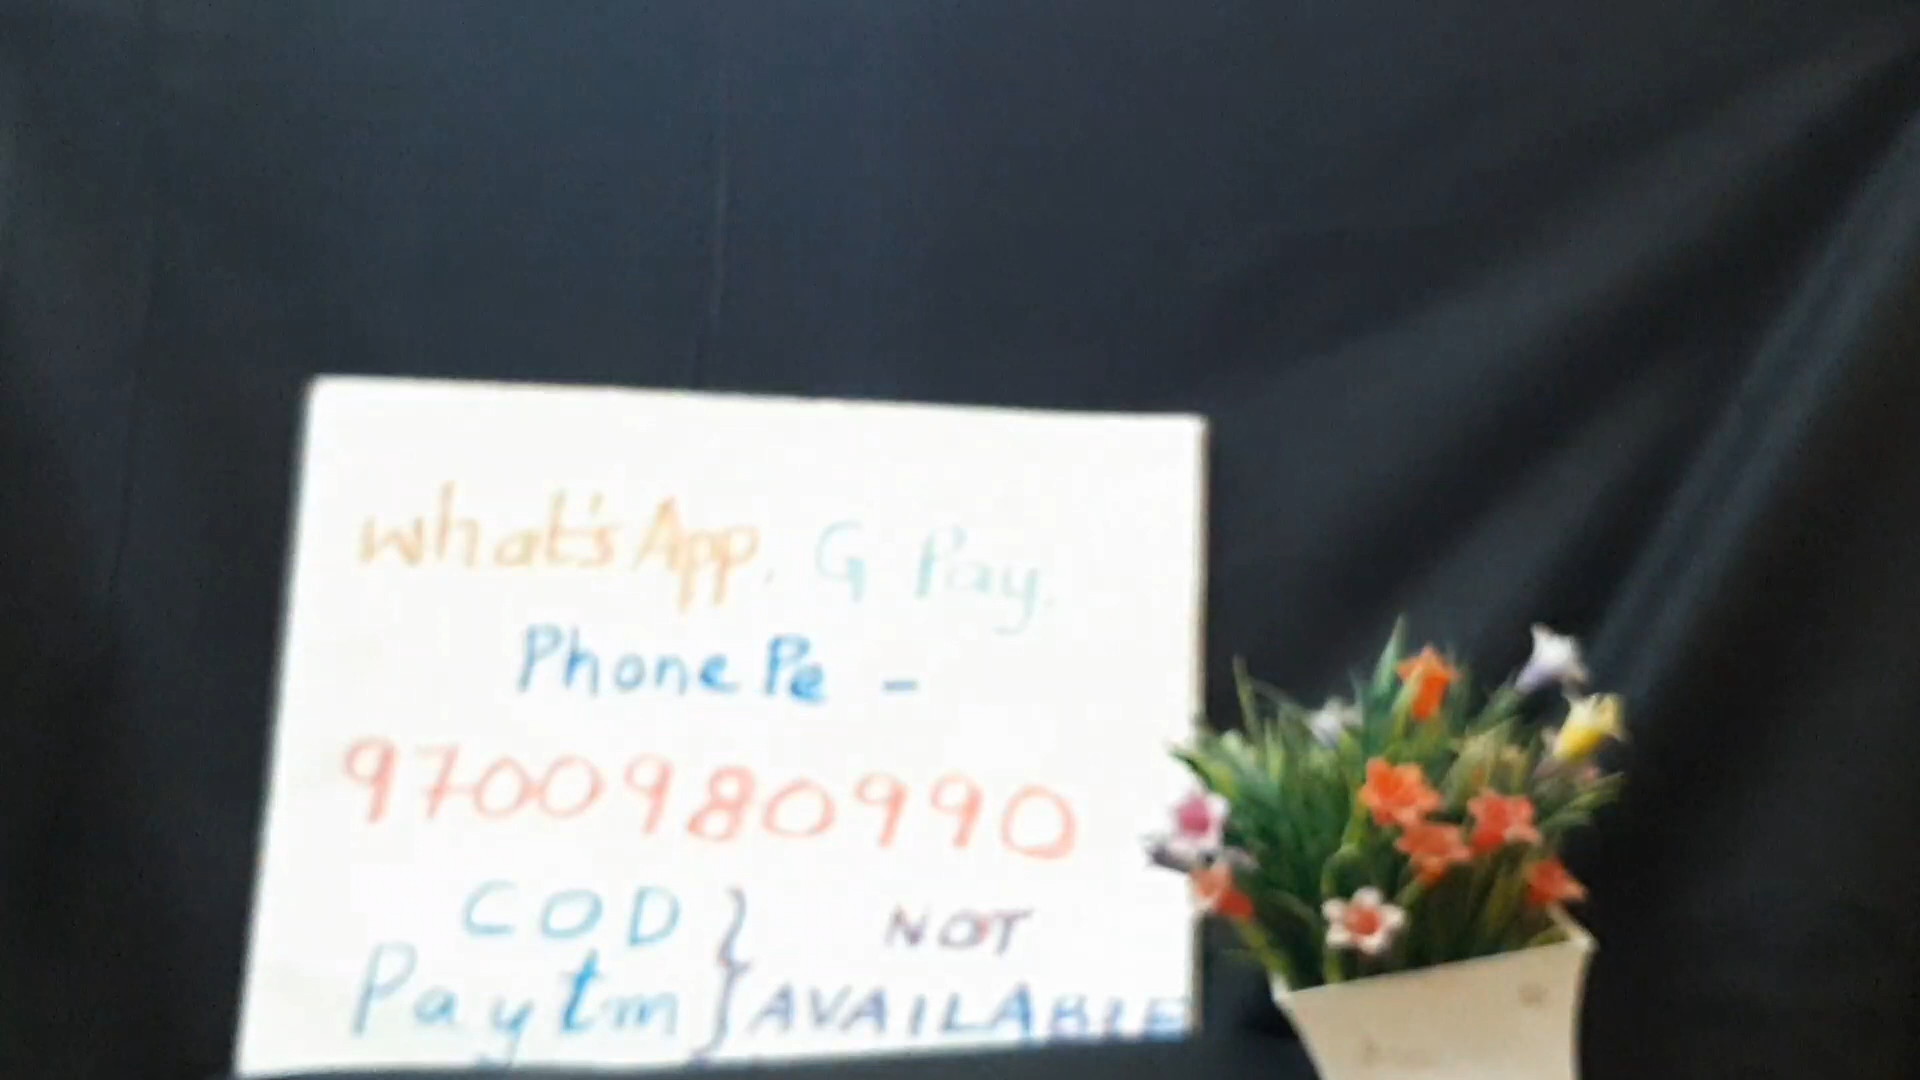 What's App, G Pay.
Phone Pe -
9700980990
COD } NOT
Paytm } AVAILABLE